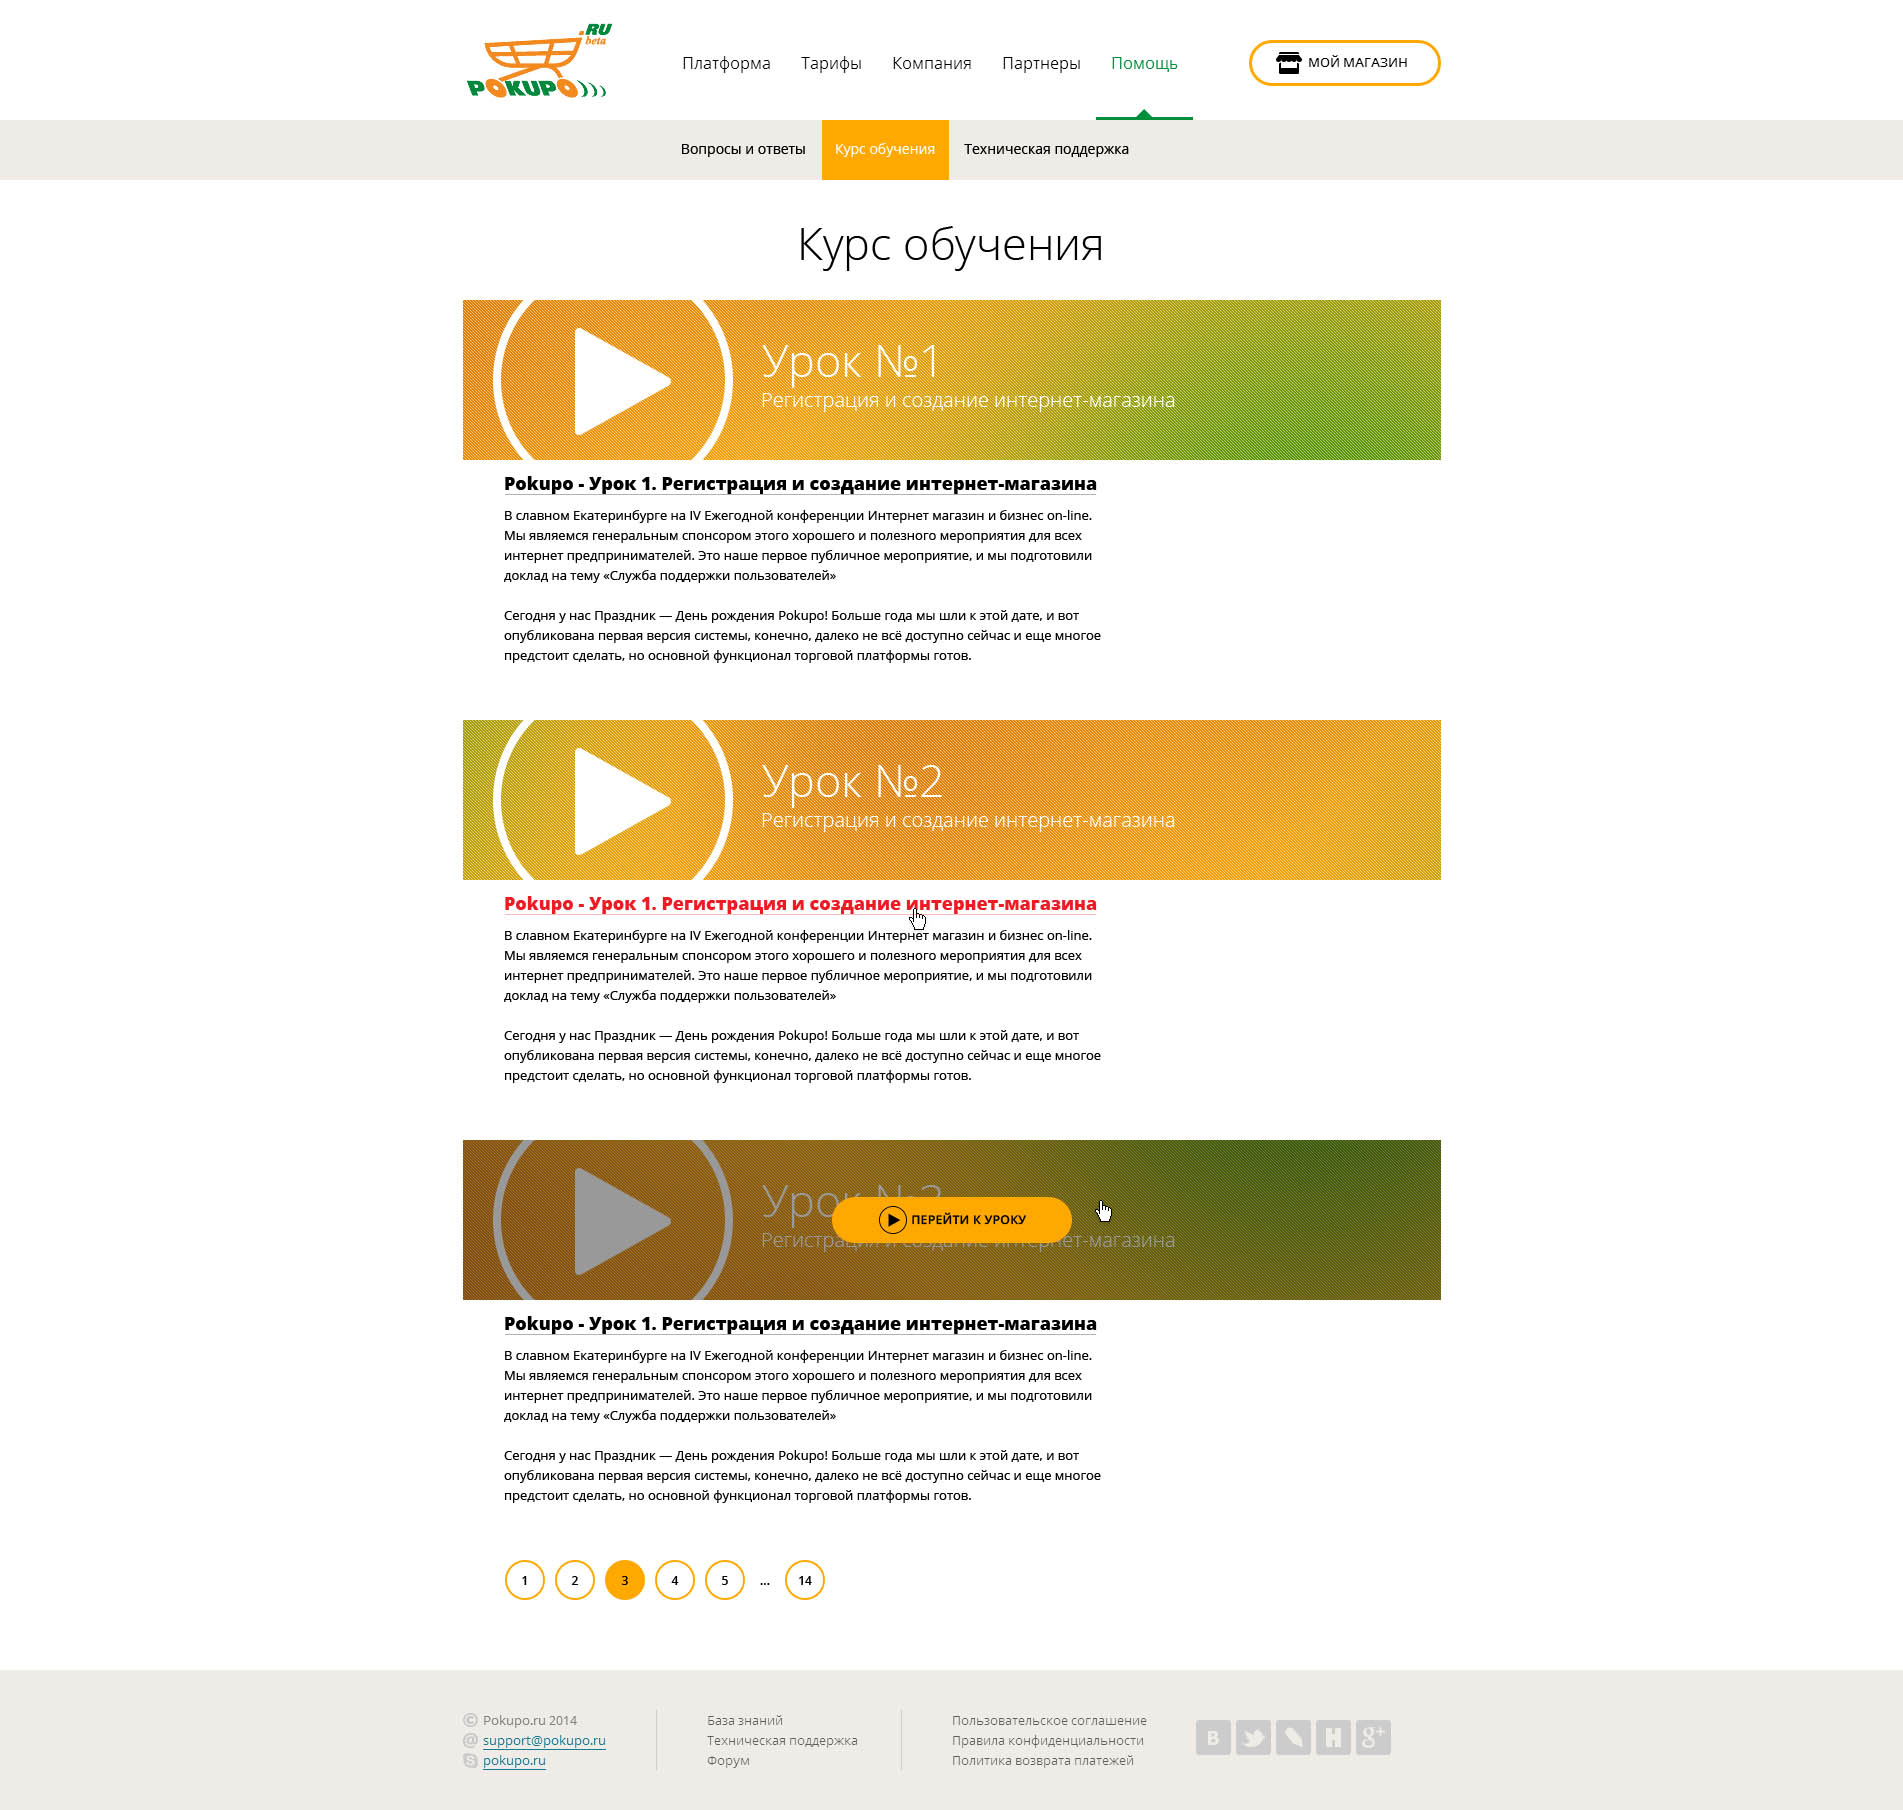 .RU
beta
POKUPO
Платформа Тарифы Компания Партнеры Помощь
МОЙ МАГАЗИН
Вопросы и ответы Курс обучения Техническая поддержка
Курс обучения
Урок №1
Регистрация и создание интернет-магазина
Pokupo - Урок 1. Регистрация и создание интернет-магазина
В славном Екатеринбурге на IV Ежегодной конференции Интернет магазин и бизнес on-line.
Мы являемся генеральным спонсором этого хорошего и полезного мероприятия для всех
интернет предпринимателей. Это наше первое публичное мероприятие, и мы подготовили
доклад на тему «Служба поддержки пользователей»
Сегодня у нас Праздник — День рождения Pokupo! Больше года мы шли к этой дате, и вот
опубликована первая версия системы, конечно, далеко не всё доступно сейчас и еще многое
предстоит сделать, но основной функционал торговой платформы готов.
Урок №2
Регистрация и создание интернет-магазина
Pokupo - Урок 1. Регистрация и создание интернет-магазина
В славном Екатеринбурге на IV Ежегодной конференции Интернет магазин и бизнес on-line.
Мы являемся генеральным спонсором этого хорошего и полезного мероприятия для всех
интернет предпринимателей. Это наше первое публичное мероприятие, и мы подготовили
доклад на тему «Служба поддержки пользователей»
Сегодня у нас Праздник — День рождения Pokupo! Больше года мы шли к этой дате, и вот
опубликована первая версия системы, конечно, далеко не всё доступно сейчас и еще многое
предстоит сделать, но основной функционал торговой платформы готов.
Урок
ПЕРЕЙТИ К УРОКУ
Регистрация и создание интернет-магазина
Pokupo - Урок 1. Регистрация и создание интернет-магазина
В славном Екатеринбурге на IV Ежегодной конференции Интернет магазин и бизнес on-line.
Мы являемся генеральным спонсором этого хорошего и полезного мероприятия для всех
интернет предпринимателей. Это наше первое публичное мероприятие, и мы подготовили
доклад на тему «Служба поддержки пользователей»
Сегодня у нас Праздник — День рождения Pokupo! Больше года мы шли к этой дате, и вот
опубликована первая версия системы, конечно, далеко не всё доступно сейчас и еще многое
предстоит сделать, но основной функционал торговой платформы готов.
1 2 3 4 5 ... 14
© Pokupo.ru 2014
@ support@pokupo.ru
pokupo.ru
База знаний
Техническая поддержка
Форум
Пользовательское соглашение
Правила конфиденциальности
Политика возврата платежей
В H g+